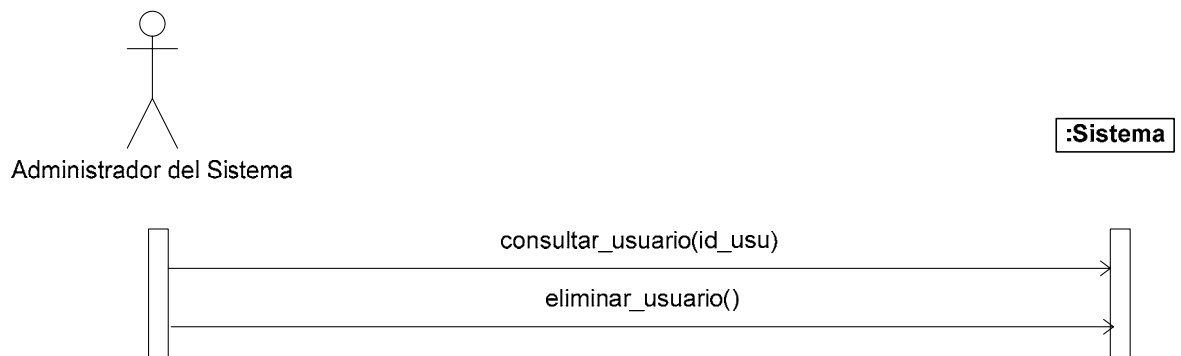 :Sistema
Administrador del Sistema
consultar_usuario(id_usu)
eliminar_usuario()